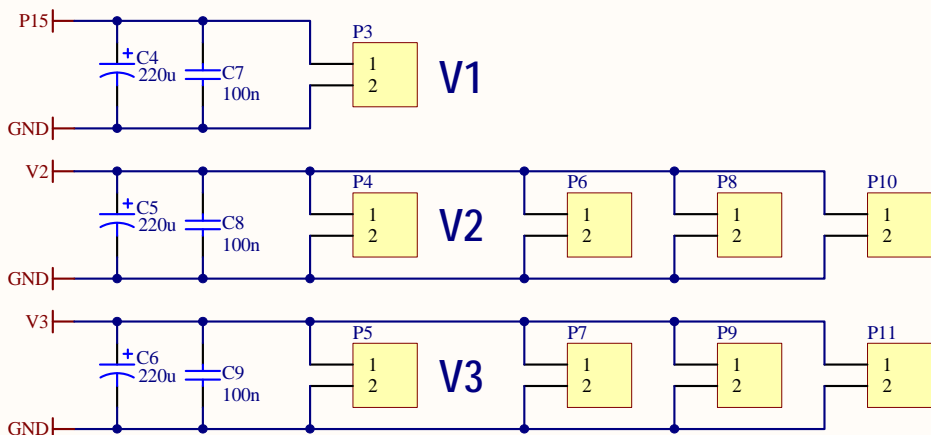 P15
P3
+
C4
220u
C7
100n
1
2
V1
GND
V2
P4
P6
P8
P10
+
C5
220u
C8
100n
1
2
V2
1
2
1
2
1
2
GND
V3
P5
P7
P9
P11
+
C6
220u
C9
100n
1
2
V3
1
2
1
2
1
2
GND